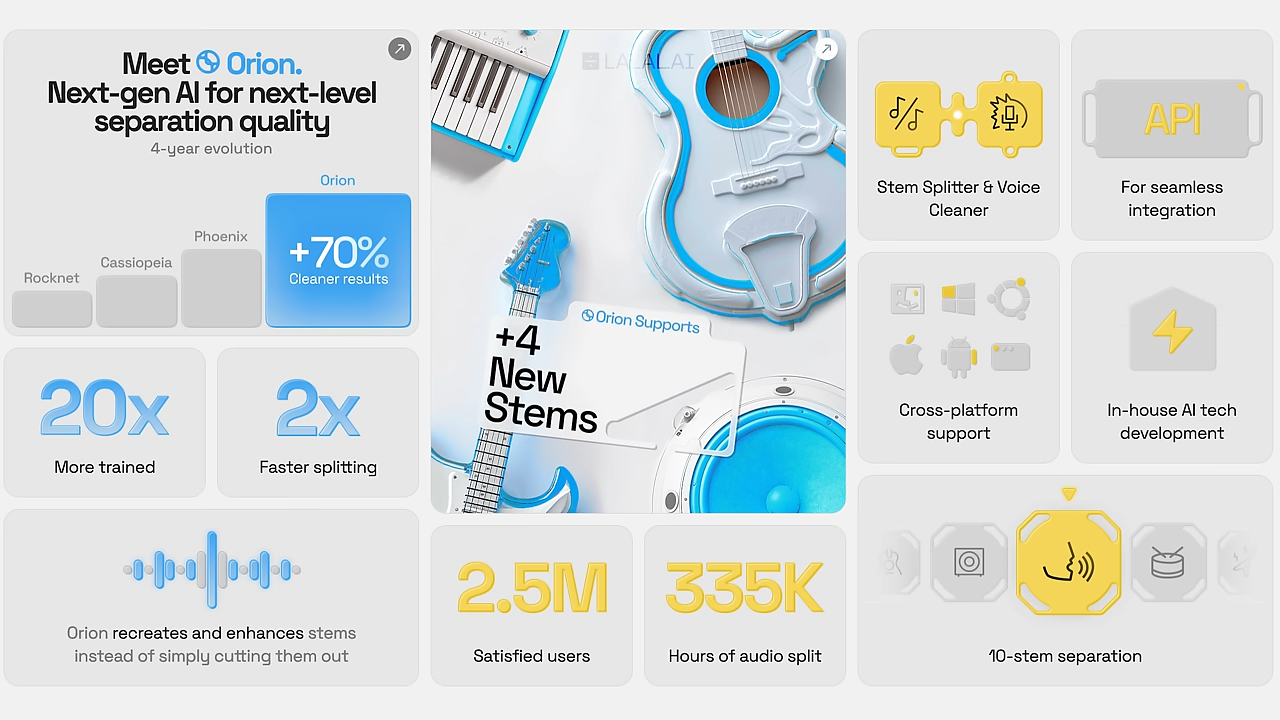 Meet Orion.
Next-gen AI for next-level
separation quality
4-year evolution
Rocknet
Cassiopeia
Phoenix
Orion
+70%
Cleaner results
20x
More trained
2x
Faster splitting
Orion recreates and enhances stems
instead of simply cutting them out
LALAL.AI
Orion Supports
+4
New
Stems
2.5M
Satisfied users
335K
Hours of audio split
Stem Splitter & Voice
Cleaner
API
For seamless
integration
Cross-platform
support
In-house AI tech
development
10-stem separation